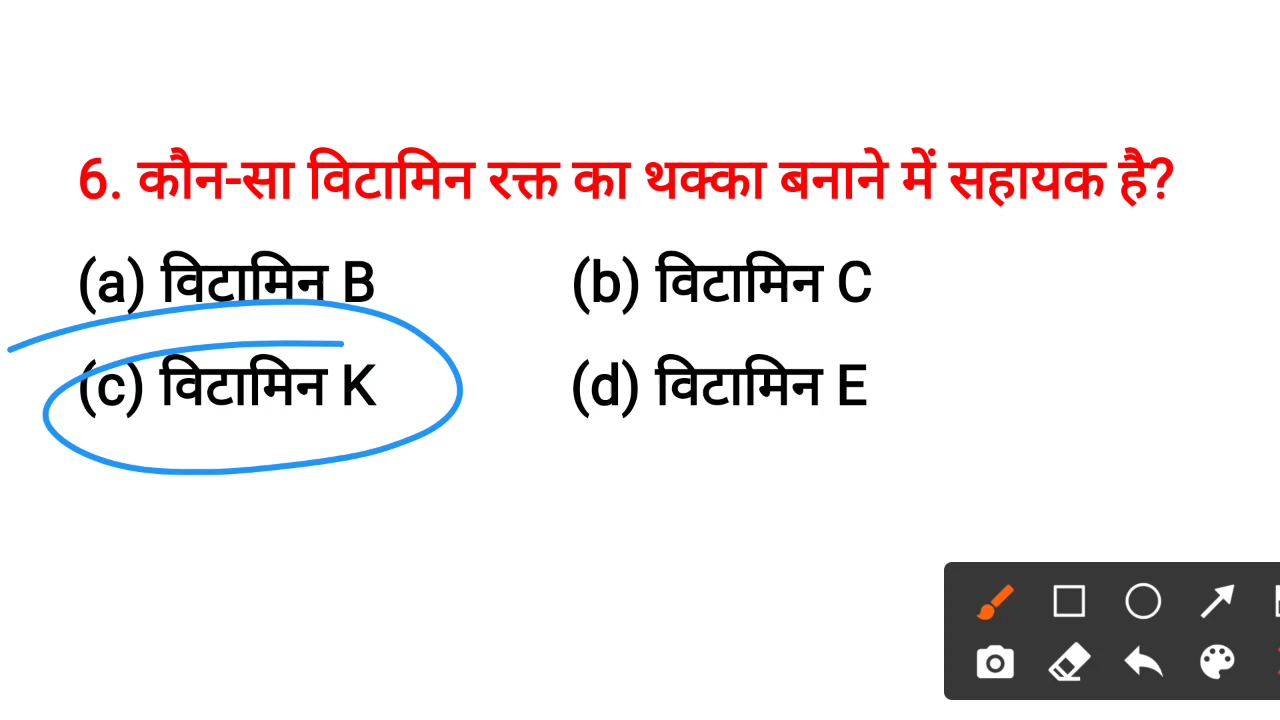 6. कौन-सा विटामिन रक्त का थक्का बनाने में सहायक है?
(a) विटामिन B (b) विटामिन C
(c) विटामिन K (d) विटामिन E